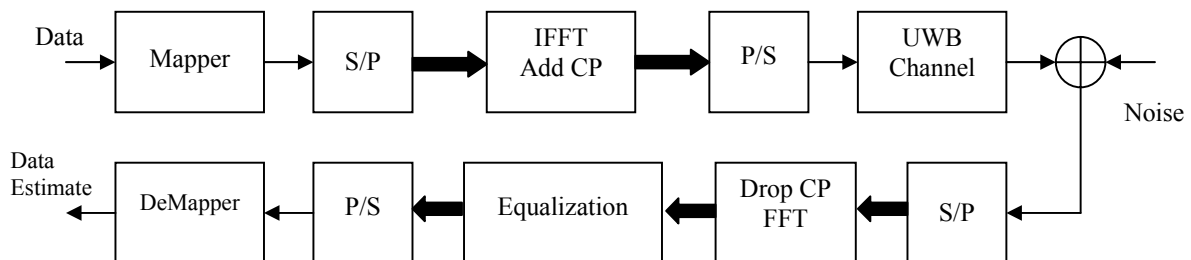 Data
Mapper
S/P
IFFT
Add CP
P/S
UWB
Channel
Noise
Data
Estimate
DeMapper
P/S
Equalization
Drop CP
FFT
S/P